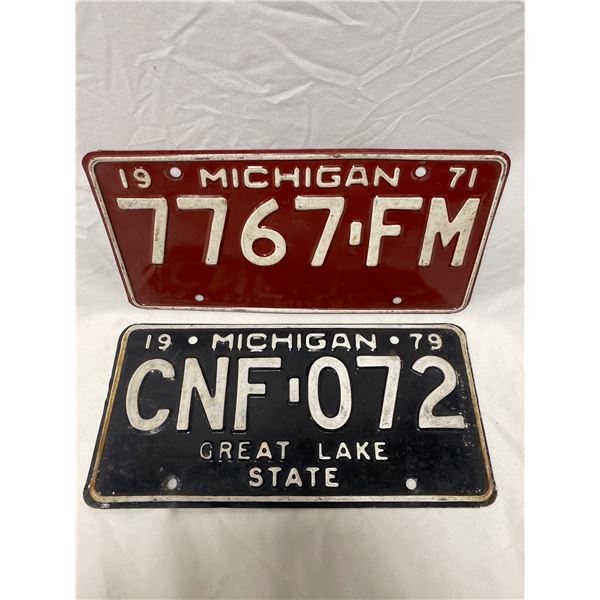 19 MICHIGAN 71
7767-FM
19 • MICHIGAN • 79
CNF-072
GREAT LAKE
STATE